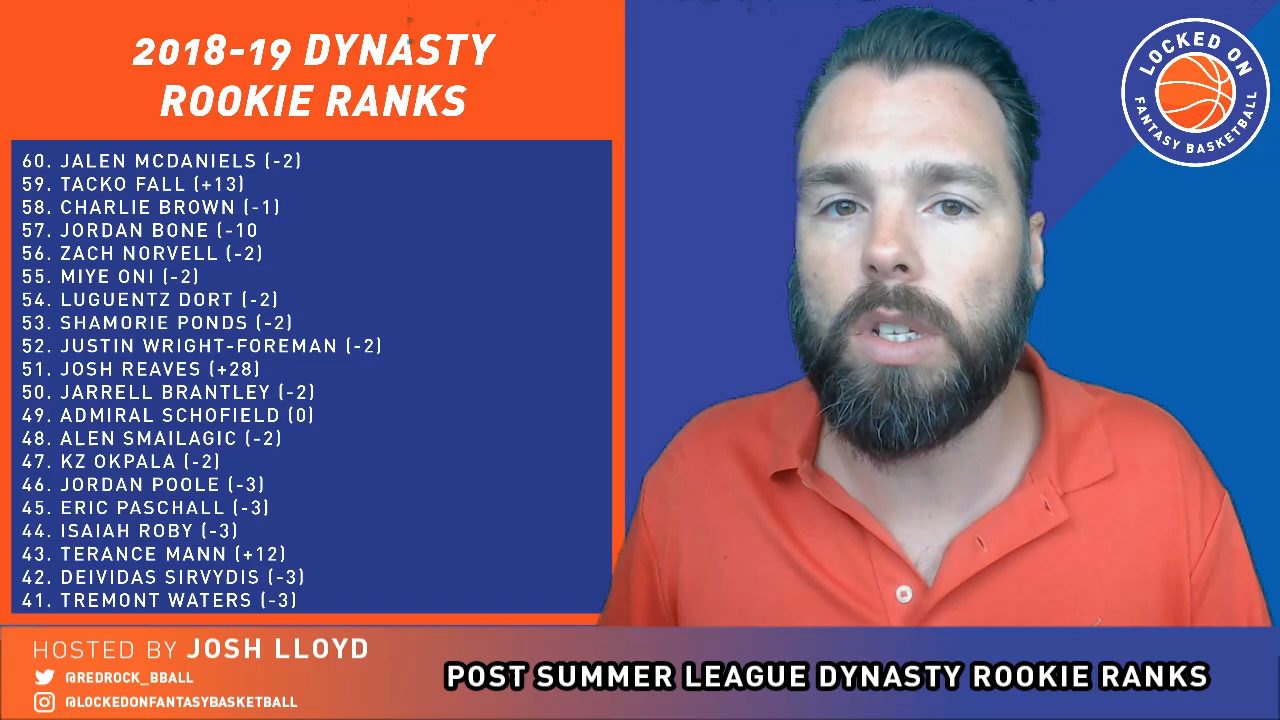 2018-19 DYNASTY
ROOKIE RANKS
60. JALEN MCDANIELS (-2)
59. TACKO FALL (+13)
58. CHARLIE BROWN (-1)
57. JORDAN BONE (-10
56. ZACH NORVELL (-2)
55. MIYE ONI (-2)
54. LUGUENTZ DORT (-2)
53. SHAMORIE PONDS (-2)
52. JUSTIN WRIGHT-FOREMAN (-2)
51. JOSH REAVES (+28)
50. JARRELL BRANTLEY (-2)
49. ADMIRAL SCHOFIELD (0)
48. ALEN SMAILAGIC (-2)
47. KZ OKPALA (-2)
46. JORDAN POOLE (-3)
45. ERIC PASCHALL (-3)
44. ISAIAH ROBY (-3)
43. TERANCE MANN (+12)
42. DEIVIDAS SIRVYDIS (-3)
41. TREMONT WATERS (-3)
LOCKED ON
FANTASY BASKETBALL
HOSTED BY JOSH LLOYD
@REDROCK_BBALL
@LOCKEDONFANTASYBASKETBALL
POST SUMMER LEAGUE DYNASTY ROOKIE RANKS